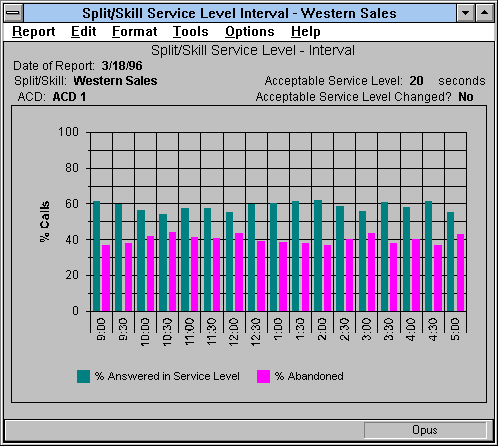 Split/Skill Service Level Interval - Western Sales
Report Edit Format Tools Options Help
Split/Skill Service Level - Interval
Date of Report: 3/18/96
Split/Skill: Western Sales Acceptable Service Level: 20 seconds
ACD: ACD 1 Acceptable Service Level Changed? No
% Calls
100
80
60
40
20
0
9:00 9:30 10:00 10:30 11:00 11:30 12:00 12:30 1:00 1:30 2:00 2:30 3:00 3:30 4:00 4:30 5:00
% Answered in Service Level % Abandoned
Opus